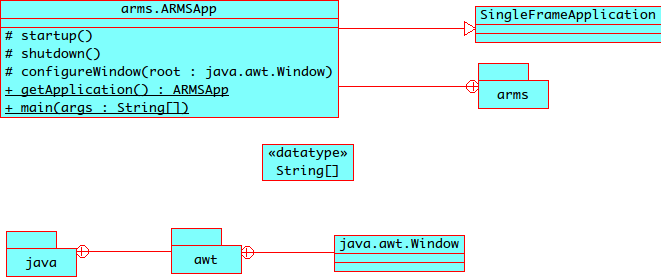 arms.ARMSApp
# startup()
# shutdown()
# configureWindow(root : java.awt.Window)
+ getApplication() : ARMSApp
+ main(args : String[])
SingleFrameApplication
arms
«datatype»
String[]
java
awt
java.awt.Window